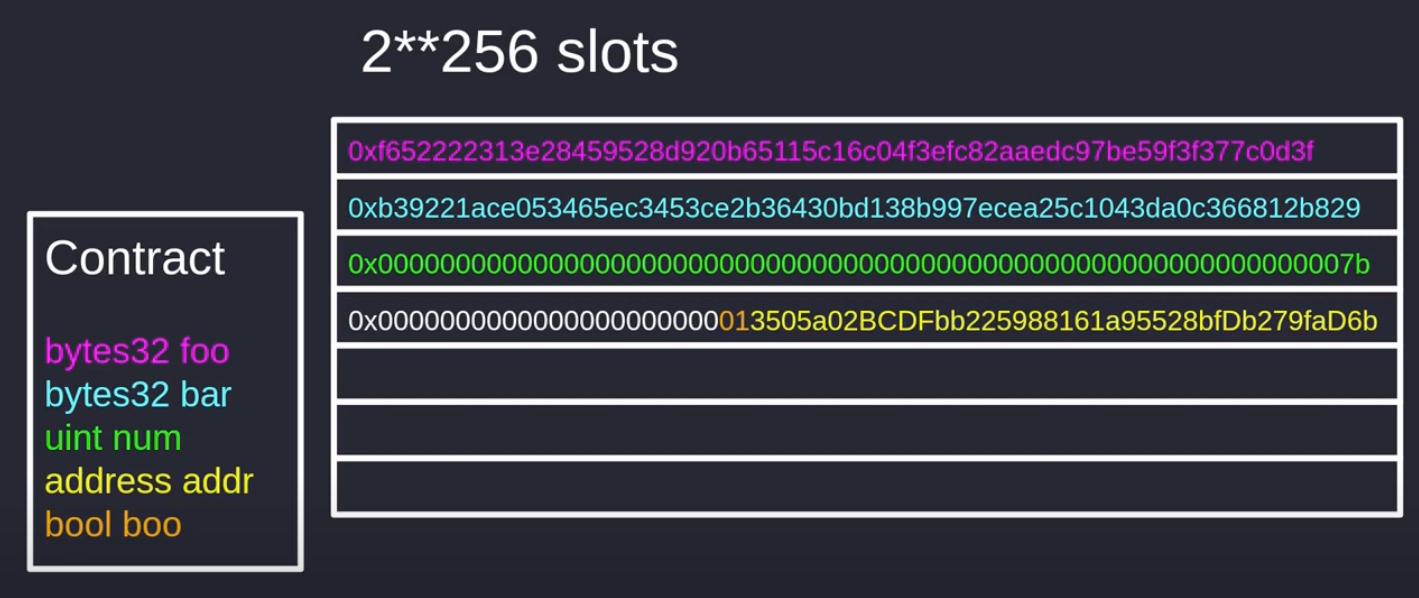 2**256 slots
0xf652222313e28459528d920b65115c16c04f3efc82aaedc97be59f3f377c0d3f
0xb39221ace053465ec3453ce2b36430bd138b997ecea25c1043da0c366812b829
0x000000000000000000000000000000000000000000000000000000000000007b
0x0000000000000000000000013505a02BCDFbb225988161a95528bfDb279faD6b
Contract
bytes32 foo
bytes32 bar
uint num
address addr
bool boo